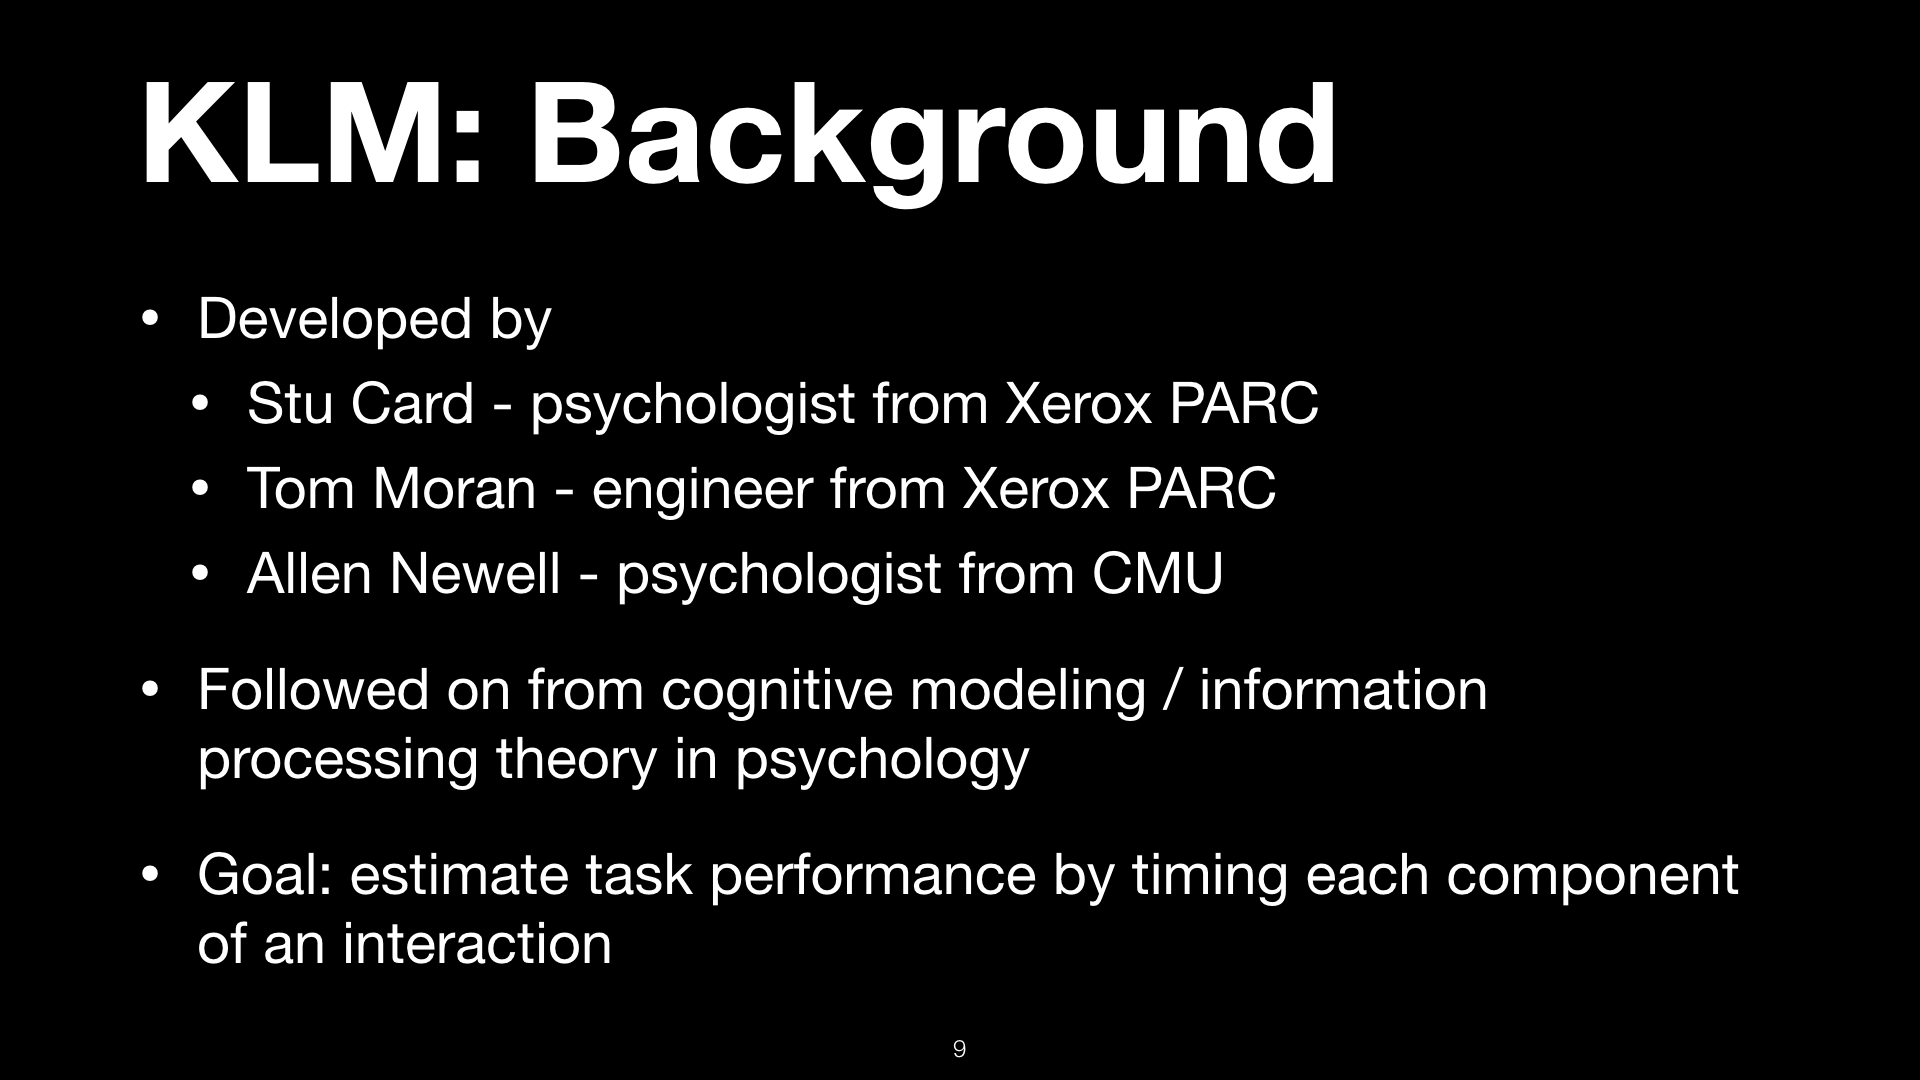 KLM: Background
• Developed by
• Stu Card - psychologist from Xerox PARC
• Tom Moran - engineer from Xerox PARC
• Allen Newell - psychologist from CMU
• Followed on from cognitive modeling / information
processing theory in psychology
• Goal: estimate task performance by timing each component
of an interaction
9